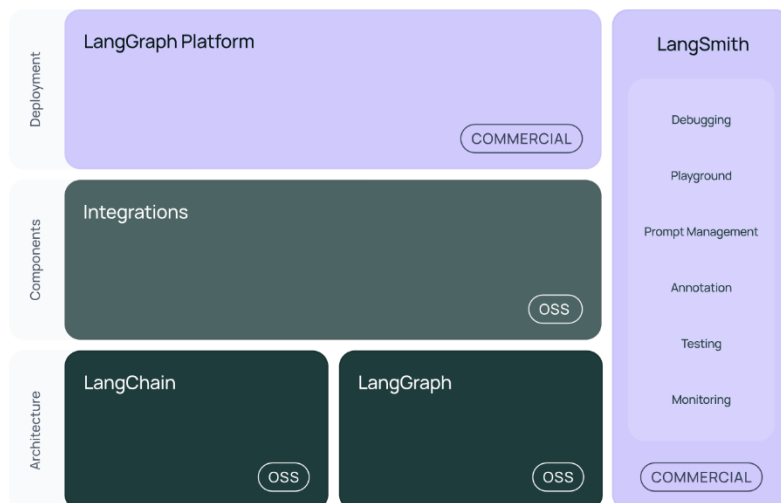 Deployment
LangGraph Platform
COMMERCIAL
Components
Integrations
OSS
Architecture
LangChain
OSS
LangGraph
OSS
LangSmith
Debugging
Playground
Prompt Management
Annotation
Testing
Monitoring
COMMERCIAL